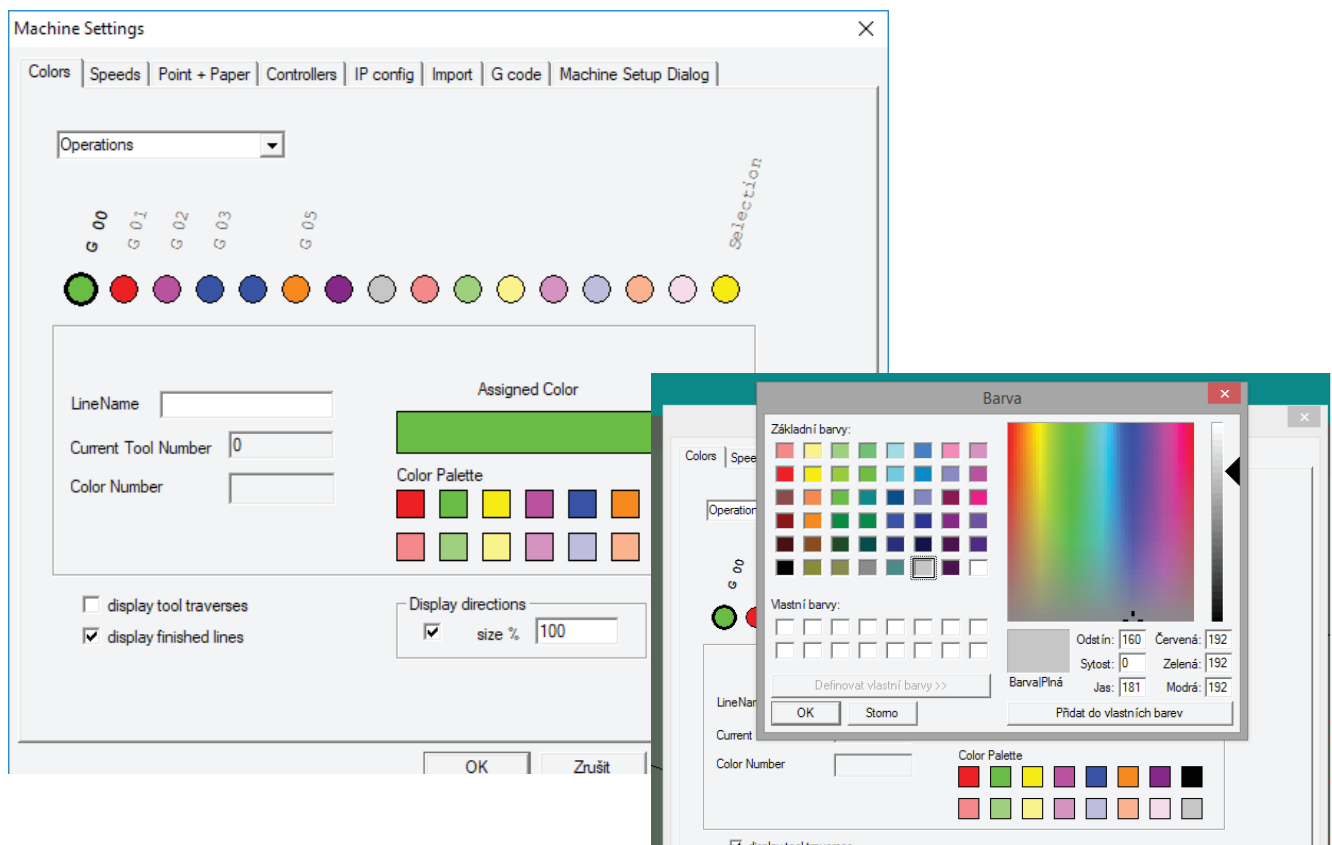 Machine Settings
Colors Speeds Point + Paper Controllers IP config Import G code Machine Setup Dialog
Operations
G 00 G 01 G 02 G 03 G 05 Selection
LineName
Current Tool Number 0
Color Number
Assigned Color
Color Palette
display tool traverses
display finished lines
Display directions
size % 100
OK Zrušit
Barva
Základní barvy:
Vlastní barvy:
Definovat vlastní barvy >>
OK Storno
Barva|Plná
Odstín: 160 Červená: 192
Sytost: 0 Zelená: 192
Jas: 181 Modrá: 192
Přidat do vlastních barev
Colors Spee
Operation
G 00
LineNar
Current
Color Number
Color Palette
display tool traverses